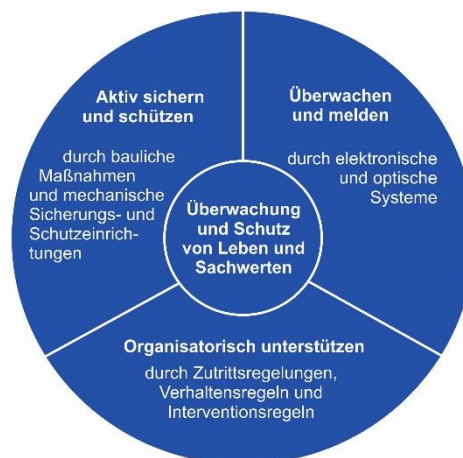 Aktiv sichern
und schützen
durch bauliche
Maßnahmen
und mechanische
Sicherungs- und
Schutzeinrich-
tungen
Überwachen
und melden
durch elektronische
und optische
Systeme
Überwachung
und Schutz
von Leben und
Sachwerten
Organisatorisch unterstützen
durch Zutrittsregelungen,
Verhaltensregeln und
Interventionsregeln